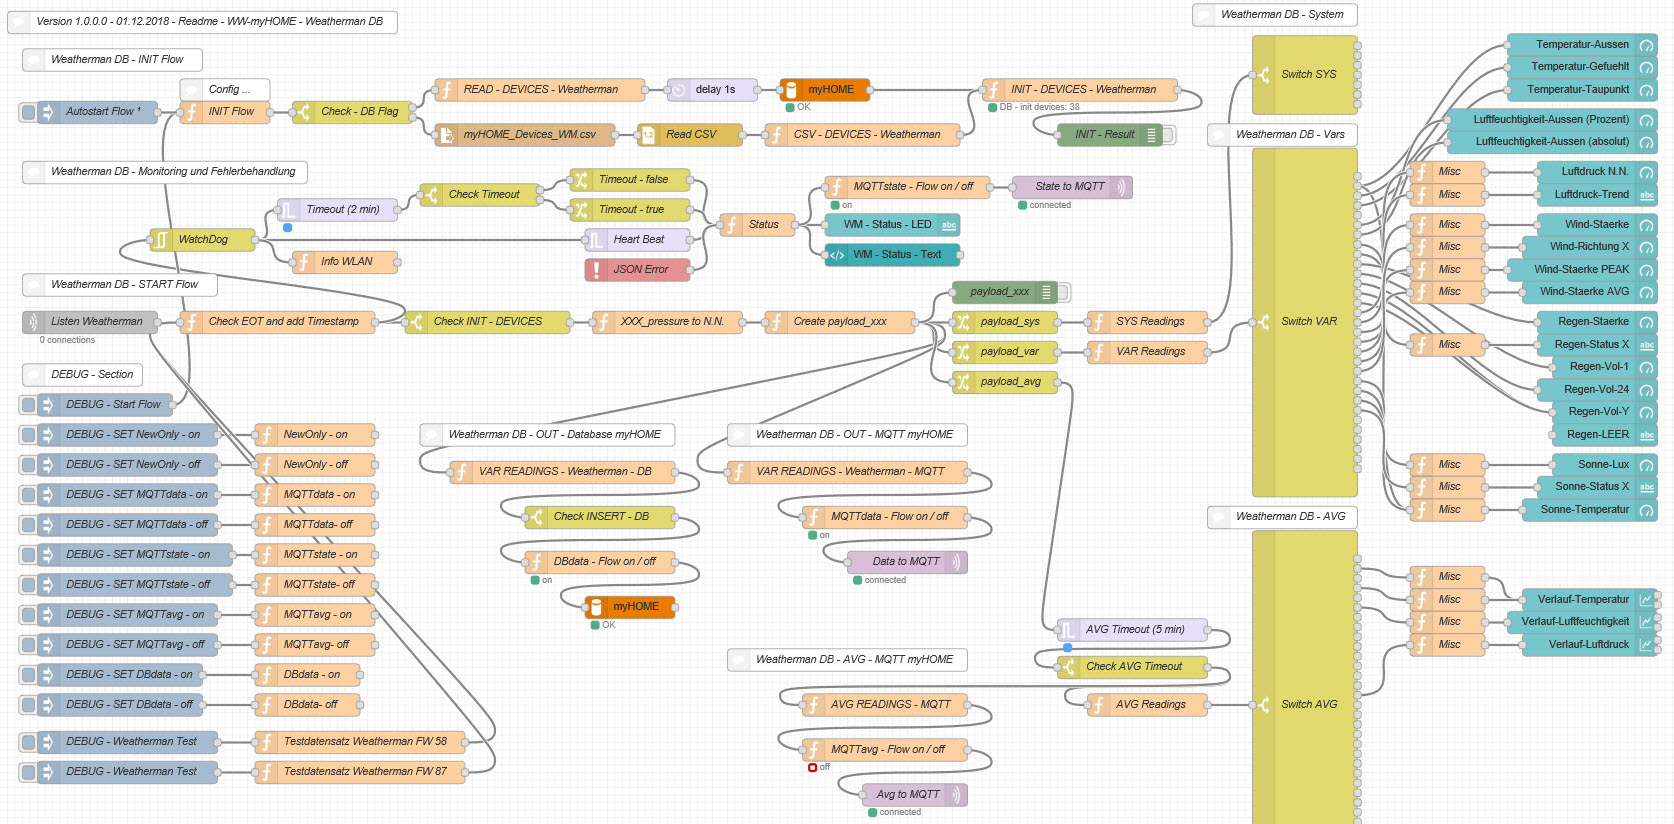 Version 1.0.0.0 - 01.12.2018 - Readme - WW-myHOME - Weatherman DB
Weatherman DB - INIT Flow
Config ...
Autostart Flow ¹
INIT Flow
Check - DB Flag
READ - DEVICES - Weatherman
delay 1s
myHOME
OK
INIT - DEVICES - Weatherman
DB - init devices: 38
myHOME_Devices_WM.csv
Read CSV
CSV - DEVICES - Weatherman
INIT - Result
Weatherman DB - Monitoring und Fehlerbehandlung
Timeout (2 min)
Check Timeout
Timeout - false
Timeout - true
WatchDog
Heart Beat
Info WLAN
JSON Error
Status
MQTTstate - Flow on / off
on
State to MQTT
connected
WM - Status - LED
abc
WM - Status - Text
Weatherman DB - START Flow
Listen Weatherman
0 connections
Check EOT and add Timestamp
Check INIT - DEVICES
XXX_pressure to N.N.
Create payload_xxx
payload_xxx
payload_sys
payload_var
payload_avg
SYS Readings
VAR Readings
DEBUG - Section
DEBUG - Start Flow
DEBUG - SET NewOnly - on
NewOnly - on
DEBUG - SET NewOnly - off
NewOnly - off
DEBUG - SET MQTTdata - on
MQTTdata - on
DEBUG - SET MQTTdata - off
MQTTdata- off
DEBUG - SET MQTTstate - on
MQTTstate - on
DEBUG - SET MQTTstate - off
MQTTstate- off
DEBUG - SET MQTTavg - on
MQTTavg - on
DEBUG - SET MQTTavg - off
MQTTavg- off
DEBUG - SET DBdata - on
DBdata - on
DEBUG - SET DBdata - off
DBdata- off
DEBUG - Weatherman Test
Testdatensatz Weatherman FW 58
DEBUG - Weatherman Test
Testdatensatz Weatherman FW 87
Weatherman DB - OUT - Database myHOME
VAR READINGS - Weatherman - DB
Check INSERT - DB
DBdata - Flow on / off
on
myHOME
OK
Weatherman DB - OUT - MQTT myHOME
VAR READINGS - Weatherman - MQTT
MQTTdata - Flow on / off
on
Data to MQTT
connected
Weatherman DB - AVG - MQTT myHOME
AVG READINGS - MQTT
MQTTavg - Flow on / off
off
Avg to MQTT
connected
AVG Timeout (5 min)
Check AVG Timeout
AVG Readings
Weatherman DB - System
Switch SYS
Weatherman DB - Vars
Switch VAR
Weatherman DB - AVG
Switch AVG
Temperatur-Aussen
Temperatur-Gefuehlt
Temperatur-Taupunkt
Luftfeuchtigkeit-Aussen (Prozent)
Luftfeuchtigkeit-Aussen (absolut)
Misc
Luftdruck N.N.
Misc
Luftdruck-Trend
abc
Misc
Wind-Staerke
Misc
Wind-Richtung X
Misc
Wind-Staerke PEAK
Misc
Wind-Staerke AVG
Regen-Staerke
Misc
Regen-Status X
abc
Regen-Vol-1
Regen-Vol-24
Regen-Vol-Y
Regen-LEER
abc
Misc
Sonne-Lux
Misc
Sonne-Status X
abc
Misc
Sonne-Temperatur
Misc
Misc
Verlauf-Temperatur
Misc
Verlauf-Luftfeuchtigkeit
Misc
Verlauf-Luftdruck